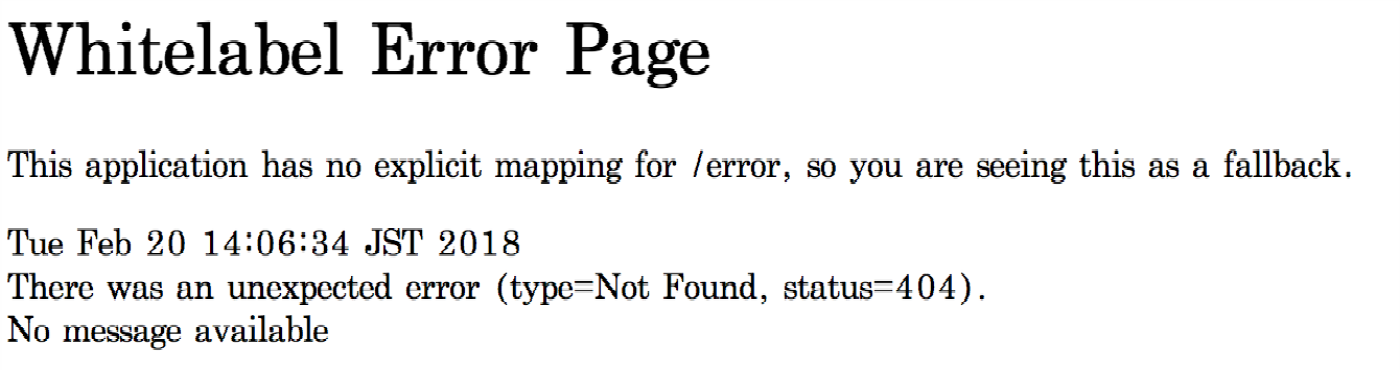 Whitelabel Error Page
This application has no explicit mapping for /error, so you are seeing this as a fallback.
Tue Feb 20 14:06:34 JST 2018
There was an unexpected error (type=Not Found, status=404).
No message available